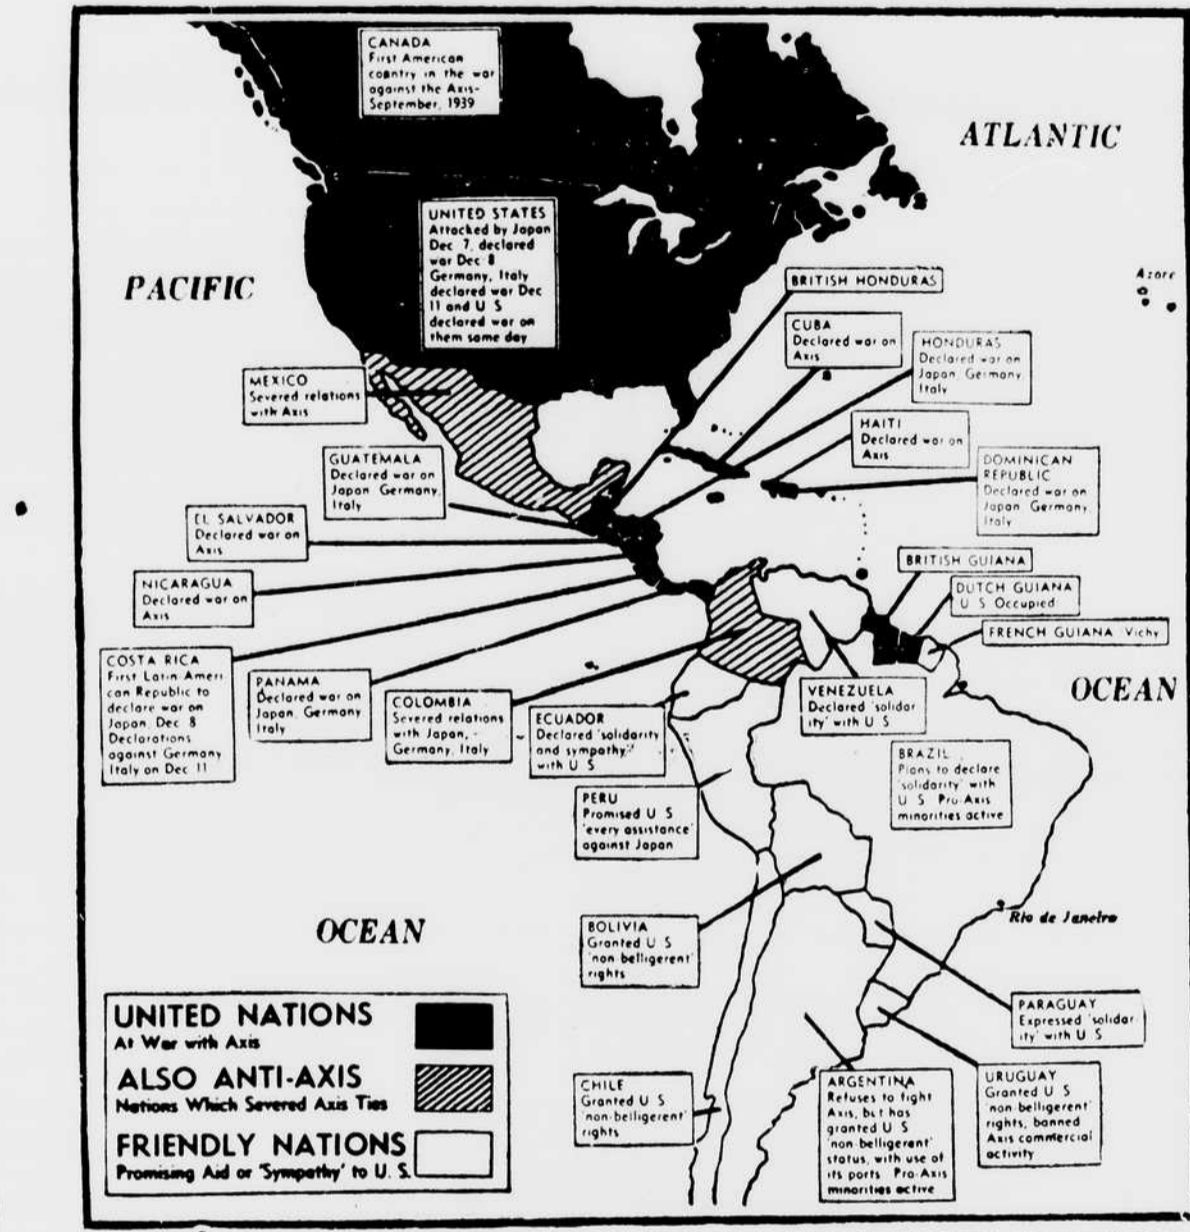 CANADA
First American
country in the war
against the Axis-
September, 1939
ATLANTIC
UNITED STATES
Attacked by Japan
Dec 7, declared
war Dec 8
Germany, Italy
declared war Dec
11 and U S
declared war on
them same day
PACIFIC
Azore
BRITISH HONDURAS
CUBA
Declared war on
Axis
HONDURAS
Declared war on
Japan, Germany
Italy
MEXICO
Severed relations
with Axis
HAITI
Declared war on
Axis
GUATEMALA
Declared war on
Japan Germany,
Italy
DOMINICAN
REPUBLIC
Declared war on
Japan Germany,
Italy
EL SALVADOR
Declared war on
Axis
BRITISH GUIANA
NICARAGUA
Declared war on
Axis
DUTCH GUIANA
U S Occupied
FRENCH GUIANA Vichy
COSTA RICA
First Latin Ameri
can Republic to
declare war on
Japan, Dec 8
Declarations
against Germany
Italy on Dec 11
PANAMA
Declared war on
Japan, Germany
Italy
COLOMBIA
Severed relations
with Japan,
Germany, Italy
ECUADOR
Declared 'solidarity
and sympathy'
with U S
VENEZUELA
Declared 'solidar
ity' with U S
OCEAN
BRAZIL
Plans to declare
'solidarity' with
U S Pro-Axis
minorities active
PERU
Promised U S
'every assistance'
against Japan
Rio de Janeiro
OCEAN
BOLIVIA
Granted U S
'non-belligerent'
rights
PARAGUAY
Expressed 'solidar
ity' with U S
CHILE
Granted U S
'non-belligerent'
rights
ARGENTINA
Refuses to fight
Axis, but has
granted U S
'non-belligerant'
status, with use of
its ports Pro-Axis
minorities active
URUGUAY
Granted U S
'non-belligerent'
rights, banned
Axis commercial
activity
UNITED NATIONS
At War with Axis
ALSO ANTI-AXIS
Nations Which Severed Axis Ties
FRIENDLY NATIONS
Promising Aid or 'Sympathy' to U. S.